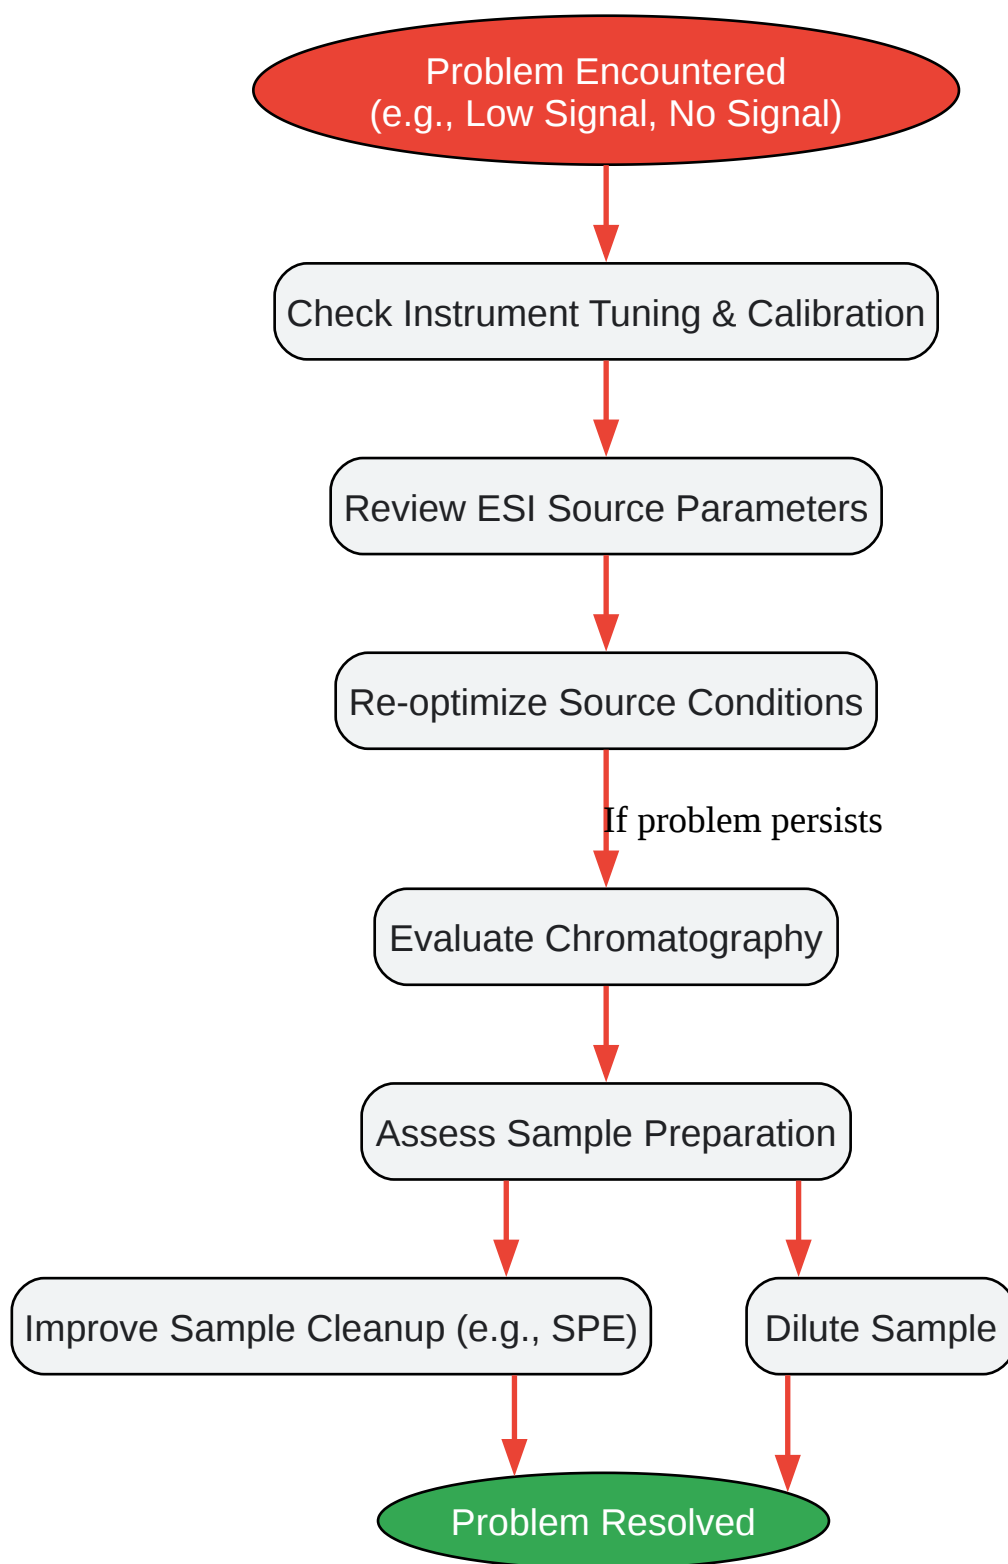 Problem Encountered
(e.g., Low Signal, No Signal)
Check Instrument Tuning & Calibration
Review ESI Source Parameters
Re-optimize Source Conditions
If problem persists
Evaluate Chromatography
Assess Sample Preparation
Improve Sample Cleanup (e.g., SPE)
Dilute Sample
Problem Resolved